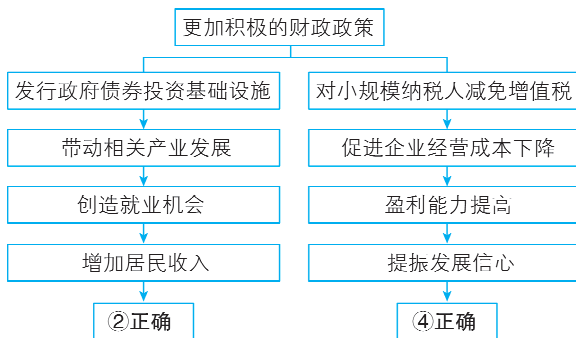 更加积极的财政政策
发行政府债券投资基础设施
带动相关产业发展
创造就业机会
增加居民收入
②正确
对小规模纳税人减免增值税
促进企业经营成本下降
盈利能力提高
提振发展信心
④正确